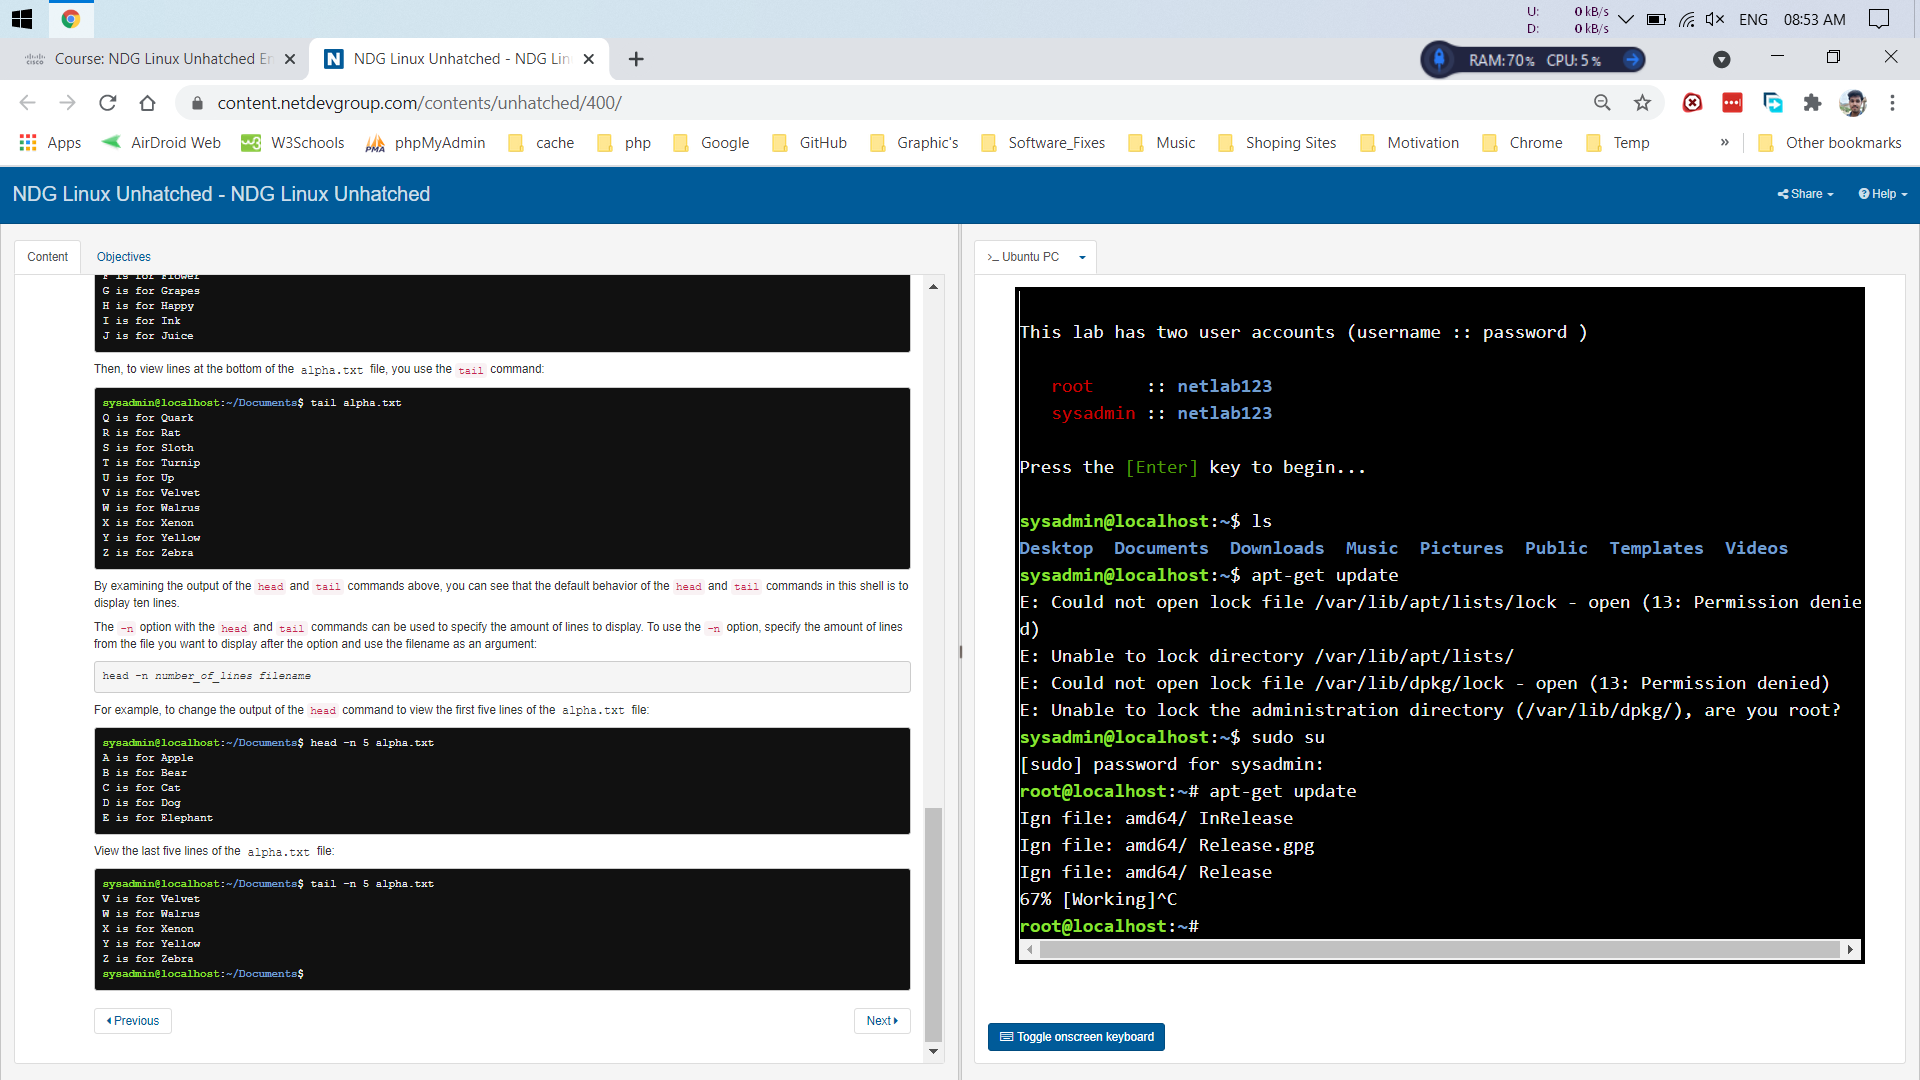 U: 0 kB/s
D: 0 kB/s
ENG 08:53 AM
Course: NDG Linux Unhatched En
NDG Linux Unhatched - NDG Lin
RAM:70% CPU:5%
content.netdevgroup.com/contents/unhatched/400/
Apps AirDroid Web W3Schools phpMyAdmin cache php Google GitHub Graphic's Software_Fixes Music Shoping Sites Motivation Chrome Temp » Other bookmarks
NDG Linux Unhatched - NDG Linux Unhatched
Share Help
Content Objectives
F is for Flower
G is for Grapes
H is for Happy
I is for Ink
J is for Juice
Then, to view lines at the bottom of the alpha.txt file, you use the tail command:
sysadmin@localhost:~/Documents$ tail alpha.txt
Q is for Quark
R is for Rat
S is for Sloth
T is for Turnip
U is for Up
V is for Velvet
W is for Walrus
X is for Xenon
Y is for Yellow
Z is for Zebra
By examining the output of the head and tail commands above, you can see that the default behavior of the head and tail commands in this shell is to
display ten lines.
The -n option with the head and tail commands can be used to specify the amount of lines to display. To use the -n option, specify the amount of lines
from the file you want to display after the option and use the filename as an argument:
head -n number_of_lines filename
For example, to change the output of the head command to view the first five lines of the alpha.txt file:
sysadmin@localhost:~/Documents$ head -n 5 alpha.txt
A is for Apple
B is for Bear
C is for Cat
D is for Dog
E is for Elephant
View the last five lines of the alpha.txt file:
sysadmin@localhost:~/Documents$ tail -n 5 alpha.txt
V is for Velvet
W is for Walrus
X is for Xenon
Y is for Yellow
Z is for Zebra
sysadmin@localhost:~/Documents$
Previous
Next
>_ Ubuntu PC
This lab has two user accounts (username :: password )
root :: netlab123
sysadmin :: netlab123
Press the [Enter] key to begin...
sysadmin@localhost:~$ ls
Desktop Documents Downloads Music Pictures Public Templates Videos
sysadmin@localhost:~$ apt-get update
E: Could not open lock file /var/lib/apt/lists/lock - open (13: Permission denie
d)
E: Unable to lock directory /var/lib/apt/lists/
E: Could not open lock file /var/lib/dpkg/lock - open (13: Permission denied)
E: Unable to lock the administration directory (/var/lib/dpkg/), are you root?
sysadmin@localhost:~$ sudo su
[sudo] password for sysadmin:
root@localhost:~# apt-get update
Ign file: amd64/ InRelease
Ign file: amd64/ Release.gpg
Ign file: amd64/ Release
67% [Working]^C
root@localhost:~#
Toggle onscreen keyboard